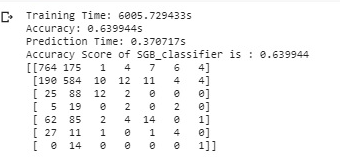 Training Time: 6005.729433s
Accuracy: 0.639944s
Prediction Time: 0.370717s
Accuracy Score of SGB_classifier is : 0.639944
[[764 175 1 4 7 6 4]
[190 584 10 12 11 4 4]
[ 25 88 12 2 0 0 0]
[ 5 19 0 2 0 2 0]
[ 62 85 2 4 14 0 1]
[ 27 11 1 0 1 4 0]
[ 0 14 0 0 0 0 1]]